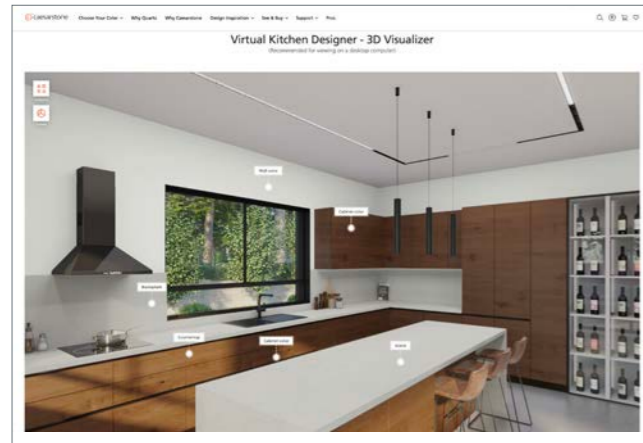 caesarstone
Choose Your Color
Why Quartz
Why Caesarstone
Design Inspiration
See & Buy
Support
Pros
Virtual Kitchen Designer - 3D Visualizer
(Recommended for viewing on a desktop computer)
Wall color
Cabinet color
Backsplash
Countertop
Cabinet color
Island